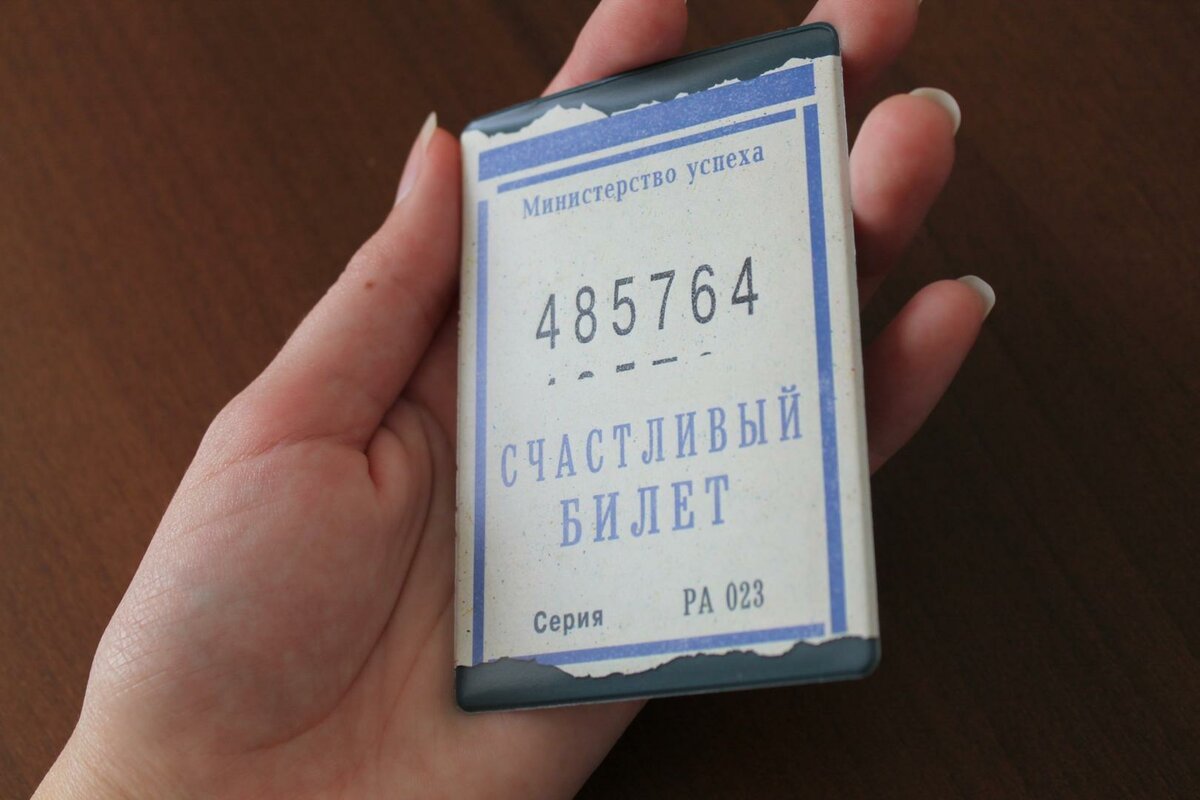 Министерство успеха
485764
СЧАСТЛИВЫЙ
БИЛЕТ
Серия РА 023